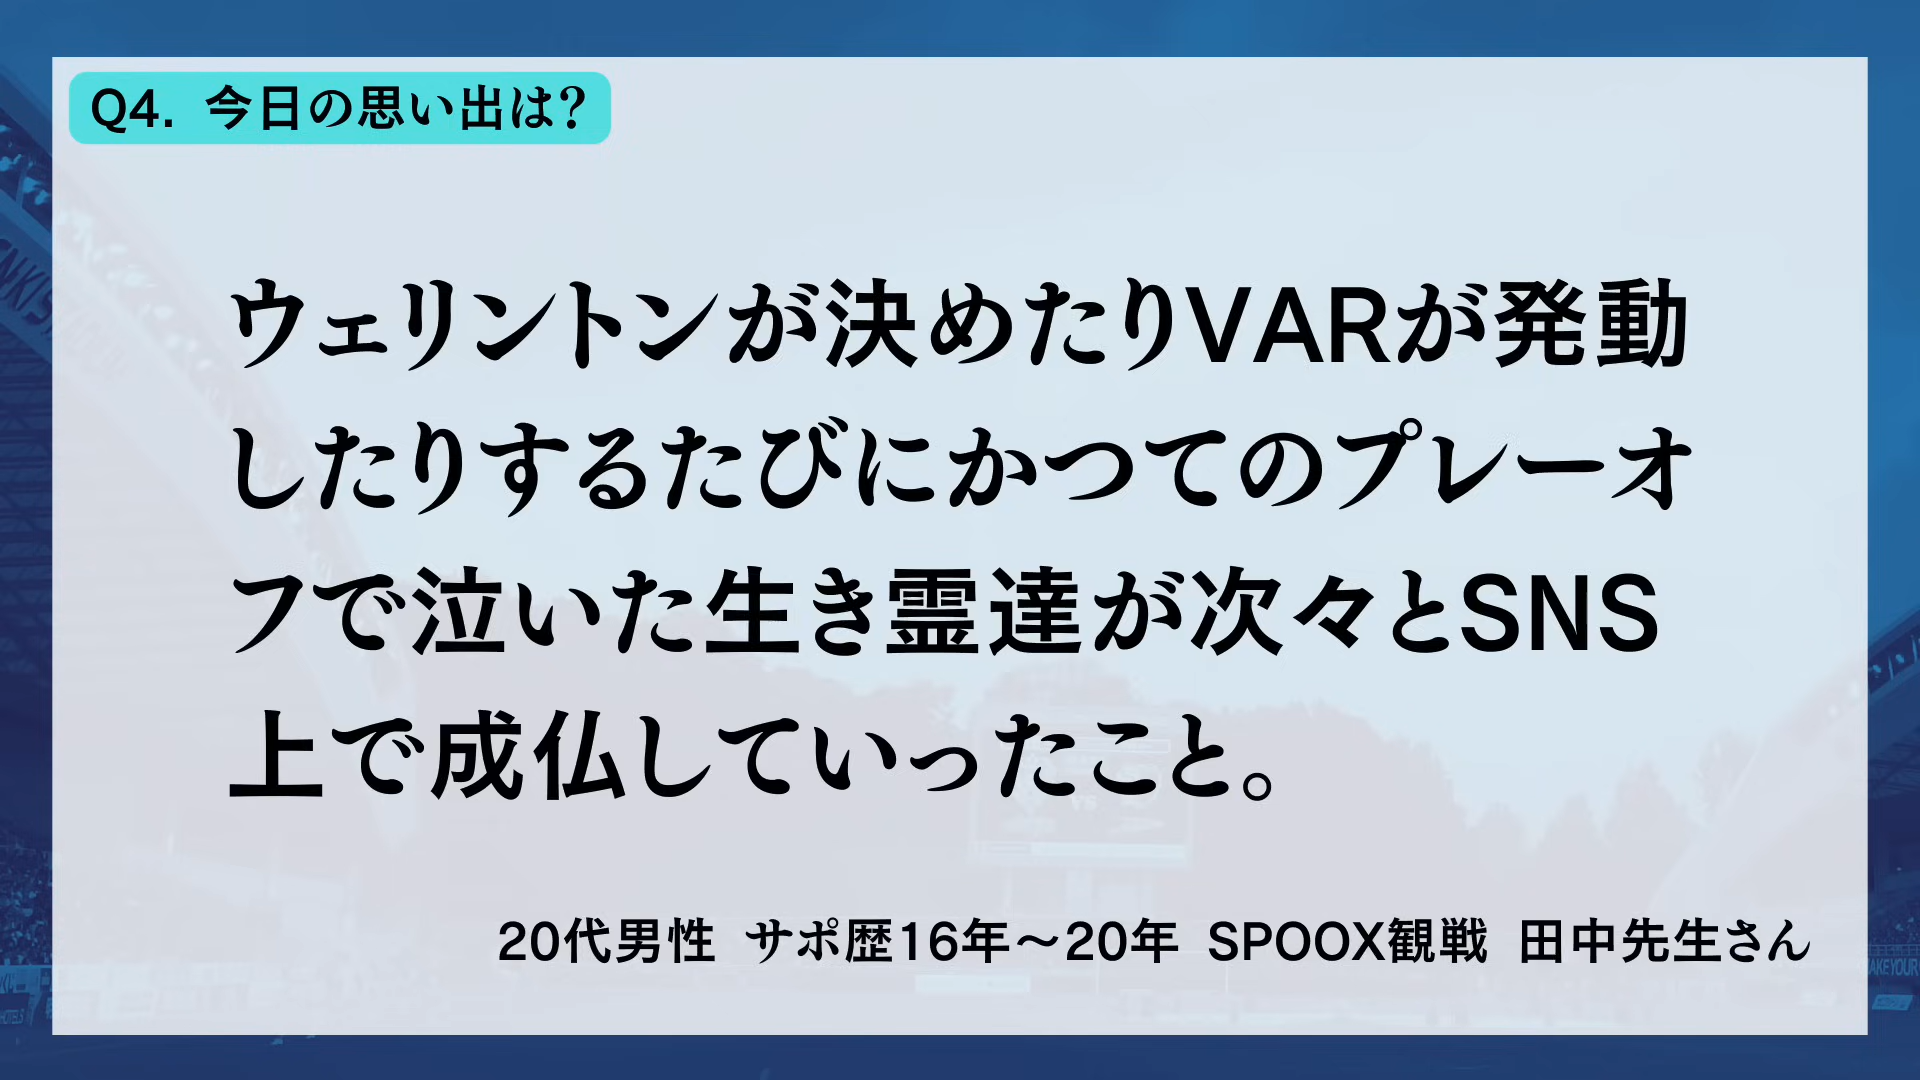 Q4. 今日の思い出は?
ウェリントンが決めたりVARが発動
したりするたびにかつてのプレーオ
フで泣いた生き霊達が次々とSNS
上で成仏していったこと。
20代男性 サポ歴16年〜20年 SPOOX観戦 田中先生さん